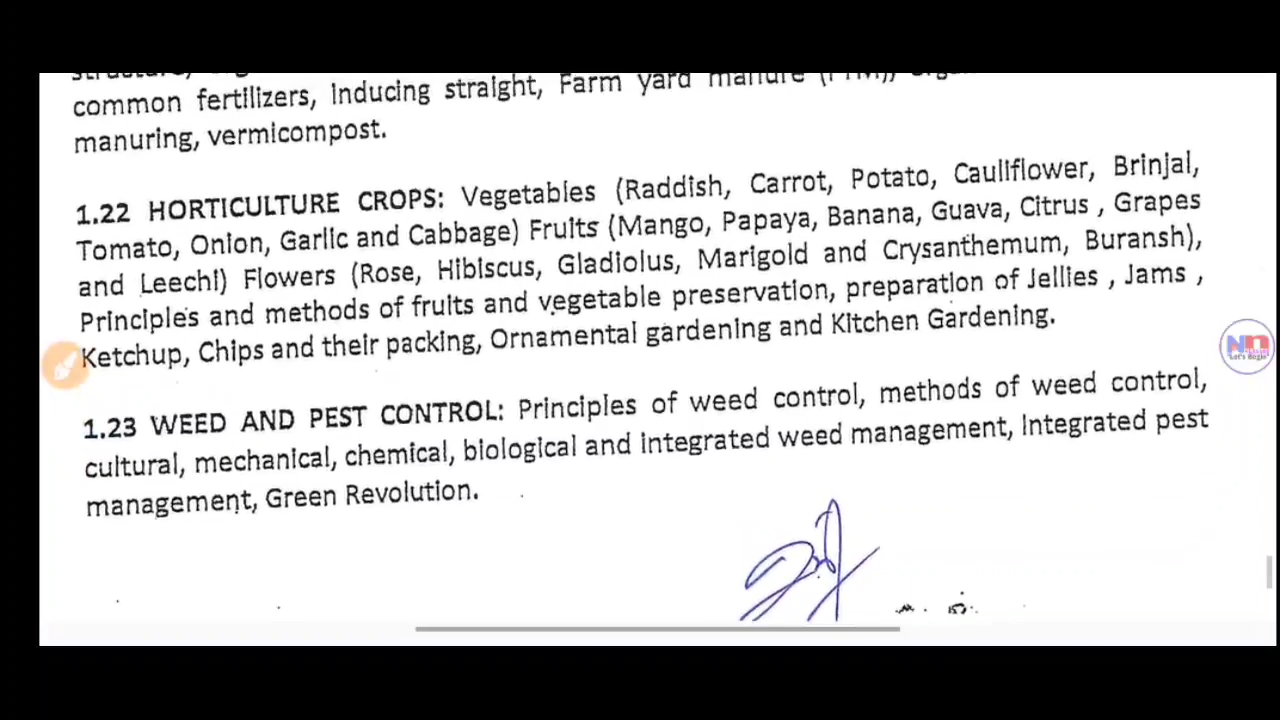 common fertilizers, inducing straight, Farm yard manure
manuring, vermicompost.
1.22 HORTICULTURE CROPS: Vegetables (Raddish, Carrot, Potato, Cauliflower, Brinjal,
Tomato, Onion, Garlic and Cabbage) Fruits (Mango, Papaya, Banana, Guava, Citrus , Grapes
and Leechi) Flowers (Rose, Hibiscus, Gladiolus, Marigold and Crysanthemum, Buransh),
Principles and methods of fruits and vegetable preservation, preparation of Jellies , Jams ,
Ketchup, Chips and their packing, Ornamental gardening and Kitchen Gardening.
1.23 WEED AND PEST CONTROL: Principles of weed control, methods of weed control,
cultural, mechanical, chemical, biological and integrated weed management, Integrated pest
management, Green Revolution.
NN
"Let's Begin"